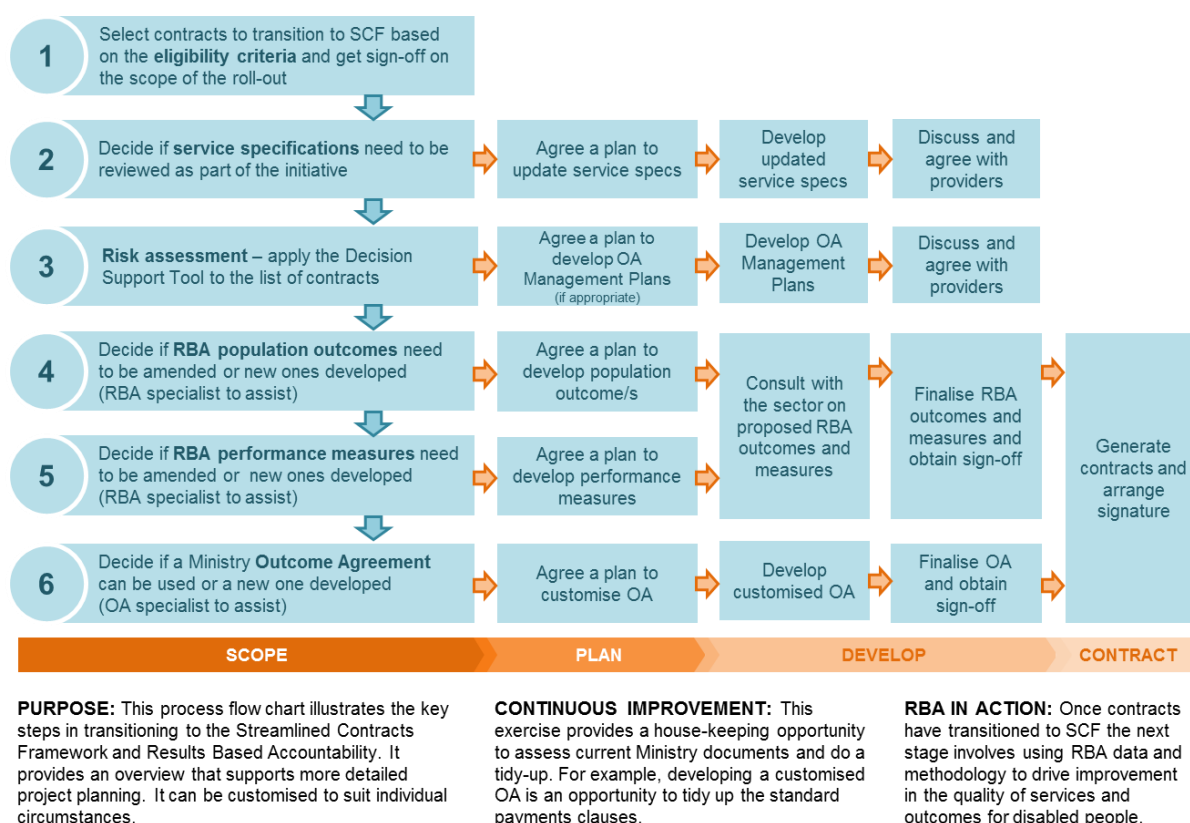 1
Select contracts to transition to SCF based
on the eligibility criteria and get sign-off on
the scope of the roll-out
2
Decide if service specifications need to be
reviewed as part of the initiative
Agree a plan to
update service specs
Develop
updated
service specs
Discuss and
agree with
providers
3
Risk assessment – apply the Decision
Support Tool to the list of contracts
Agree a plan to
develop OA
Management Plans
(if appropriate)
Develop OA
Management
Plans
Discuss and
agree with
providers
4
Decide if RBA population outcomes need
to be amended or new ones developed
(RBA specialist to assist)
Agree a plan to
develop population
outcome/s
Consult with
the sector on
proposed RBA
outcomes and
measures
Finalise RBA
outcomes and
measures and
obtain sign-off
Generate
contracts and
arrange
signature
5
Decide if RBA performance measures need
to be amended or new ones developed
(RBA specialist to assist)
Agree a plan to
develop performance
measures
6
Decide if a Ministry Outcome Agreement
can be used or a new one developed
(OA specialist to assist)
Agree a plan to
customise OA
Develop
customised OA
Finalise OA
and obtain
sign-off
SCOPE
PLAN
DEVELOP
CONTRACT
PURPOSE: This process flow chart illustrates the key
steps in transitioning to the Streamlined Contracts
Framework and Results Based Accountability. It
provides an overview that supports more detailed
project planning. It can be customised to suit individual
circumstances.
CONTINUOUS IMPROVEMENT: This
exercise provides a house-keeping opportunity
to assess current Ministry documents and do a
tidy-up. For example, developing a customised
OA is an opportunity to tidy up the standard
payments clauses.
RBA IN ACTION: Once contracts
have transitioned to SCF the next
stage involves using RBA data and
methodology to drive improvement
in the quality of services and
outcomes for disabled people.